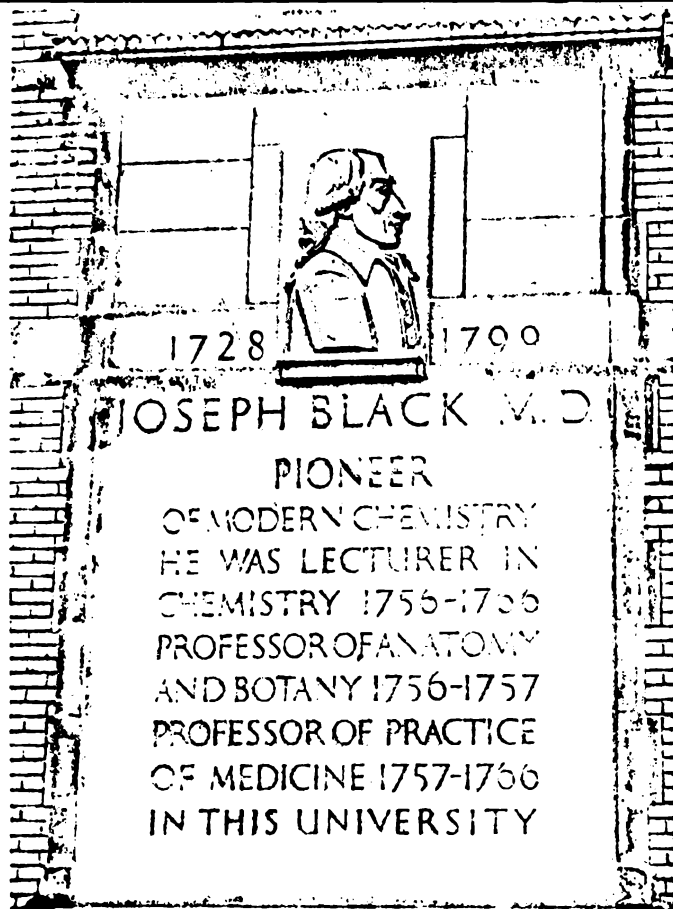 1728 1799
JOSEPH BLACK M.D.
PIONEER
OF MODERN CHEMISTRY
HE WAS LECTURER IN
CHEMISTRY 1756-1766
PROFESSOR OF ANATOMY
AND BOTANY 1756-1757
PROFESSOR OF PRACTICE
OF MEDICINE 1757-1766
IN THIS UNIVERSITY